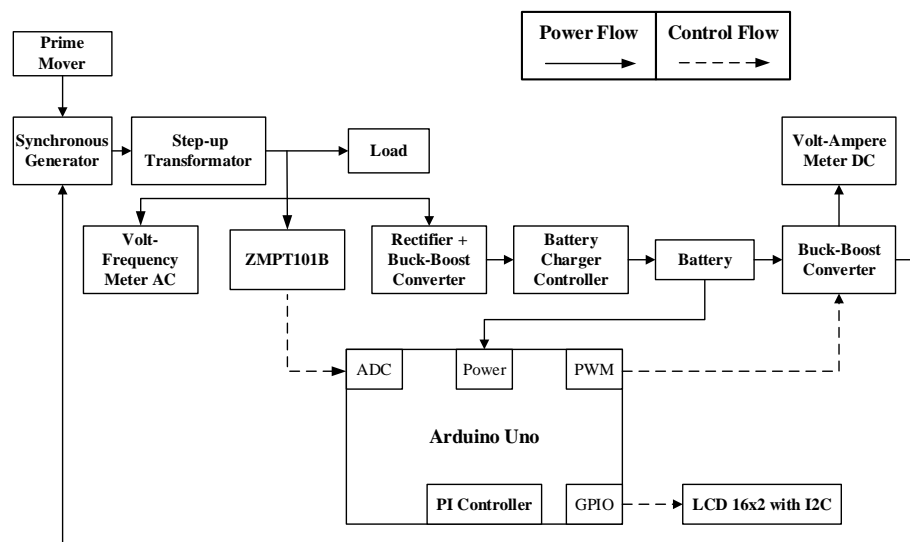 Prime
Mover
Power Flow
Control Flow
Synchronous
Generator
Step-up
Transformator
Load
Volt-Ampere
Meter DC
Volt-
Frequency
Meter AC
ZMPT101B
Rectifier +
Buck-Boost
Converter
Battery
Charger
Controller
Battery
Buck-Boost
Converter
ADC
Power
PWM
Arduino Uno
PI Controller
GPIO
LCD 16x2 with I2C